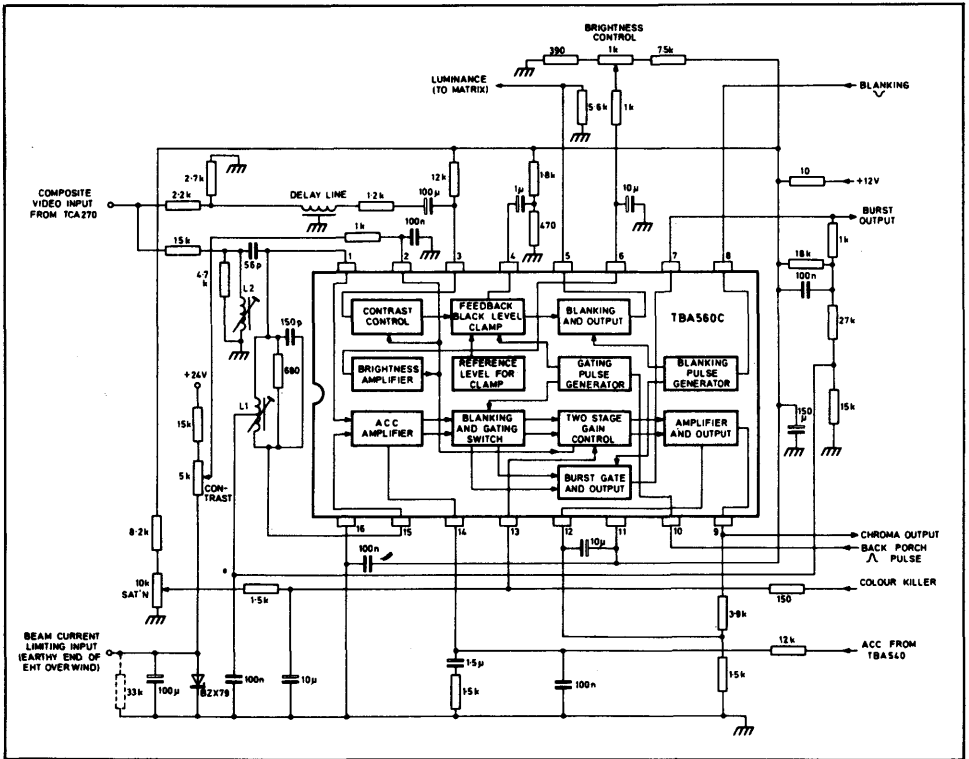 BRIGHTNESS
CONTROL
390
1k
7.5k
LUMINANCE
(TO MATRIX)
5·6k
1k
BLANKING
2·7k
12k
1·8k
10
+12V
COMPOSITE
VIDEO INPUT
FROM TCA270
2·2k
DELAY LINE
1·2k
100µ
1µ
470
10µ
BURST
OUTPUT
1k
100n
1k
15k
56p
18k
100n
4·7
k
L2
1
2
3
4
5
6
7
8
27k
CONTRAST
CONTROL
FEEDBACK
BLACK LEVEL
CLAMP
BLANKING
AND OUTPUT
TBA560C
150p
680
BRIGHTNESS
AMPLIFIER
REFERENCE
LEVEL FOR
CLAMP
GATING
PULSE
GENERATOR
BLANKING
PULSE
GENERATOR
+24V
L1
150
µ
15k
15k
ACC
AMPLIFIER
BLANKING
AND GATING
SWITCH
TWO STAGE
GAIN
CONTROL
AMPLIFIER
AND OUTPUT
5k
CON-
TRAST
BURST GATE
AND OUTPUT
16
15
14
13
12
11
10
9
8·2k
100n
10µ
CHROMA OUTPUT
BACK PORCH
PULSE
10k
SAT'N
1·5k
150
COLOUR KILLER
3·9k
BEAM CURRENT
LIMITING INPUT
(EARTHY END OF
EHT OVERWIND)
12k
ACC FROM
TBA540
33k
100µ
BZX79
100n
10µ
1·5µ
1·5k
100n
1·5k